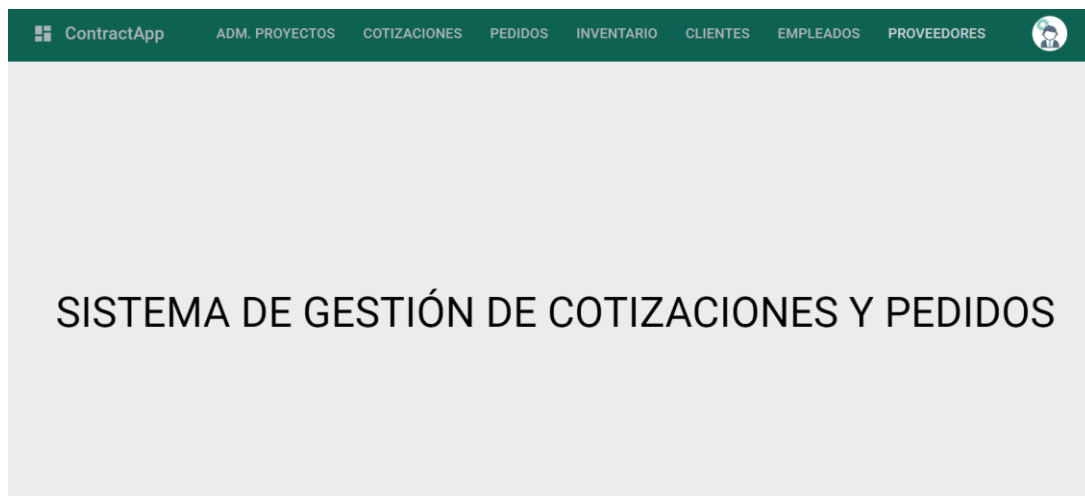 ContractApp ADM. PROYECTOS COTIZACIONES PEDIDOS INVENTARIO CLIENTES EMPLEADOS PROVEEDORES
SISTEMA DE GESTIÓN DE COTIZACIONES Y PEDIDOS